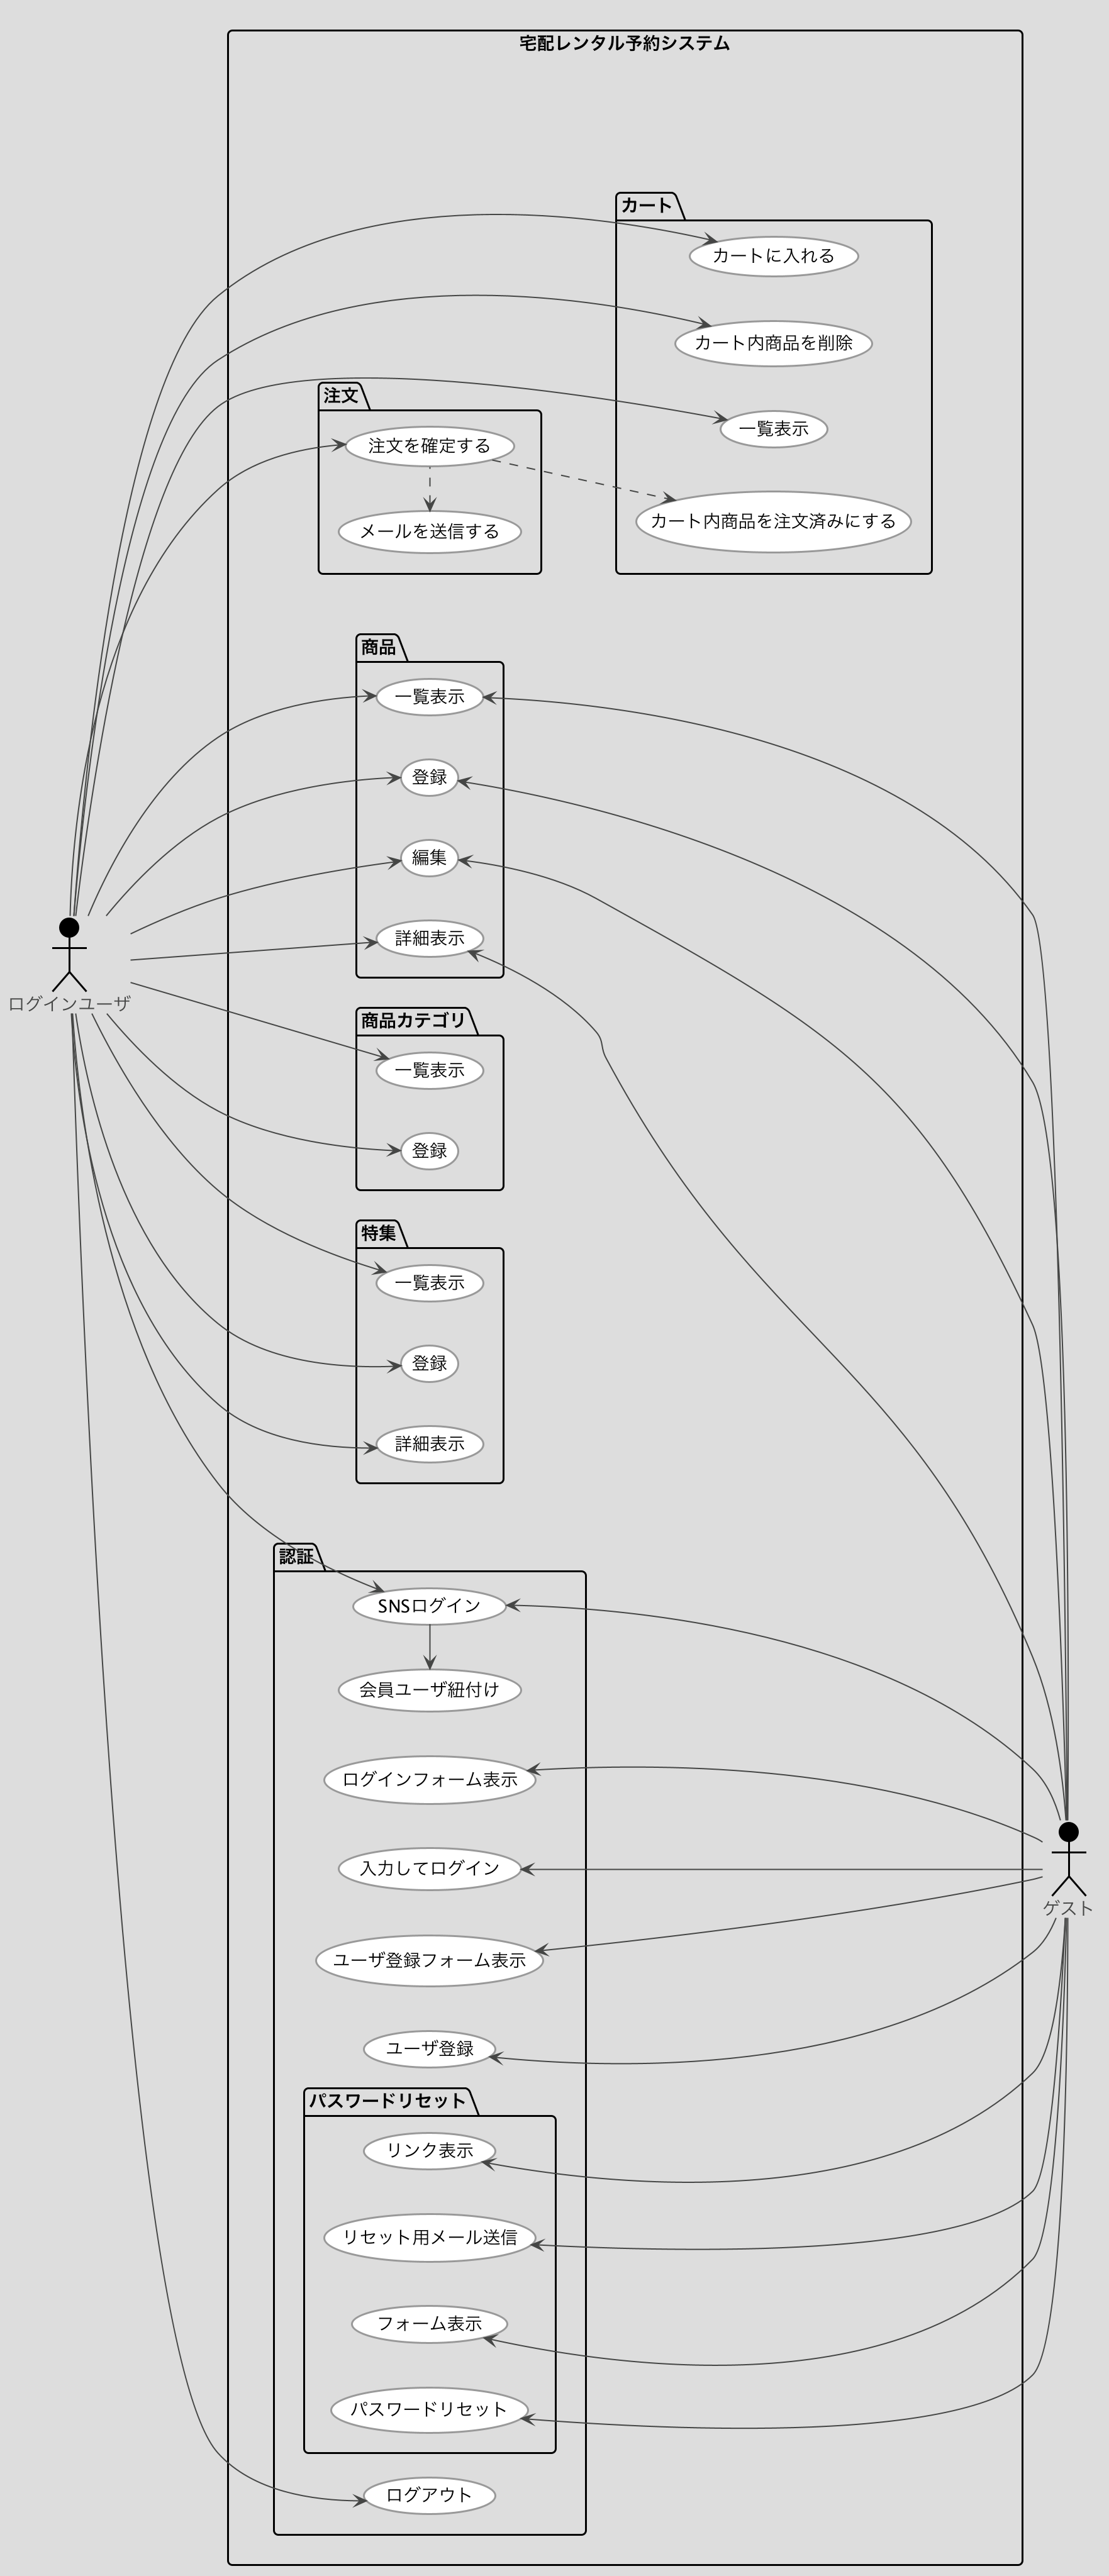 宅配レンタル予約システム
カート
カートに入れる
カート内商品を削除
一覧表示
カート内商品を注文済みにする
注文
注文を確定する
メールを送信する
商品
一覧表示
登録
編集
詳細表示
ログインユーザ
商品カテゴリ
一覧表示
登録
特集
一覧表示
登録
詳細表示
認証
SNSログイン
会員ユーザ紐付け
ログインフォーム表示
入力してログイン
ゲスト
ユーザ登録フォーム表示
ユーザ登録
パスワードリセット
リンク表示
リセット用メール送信
フォーム表示
パスワードリセット
ログアウト